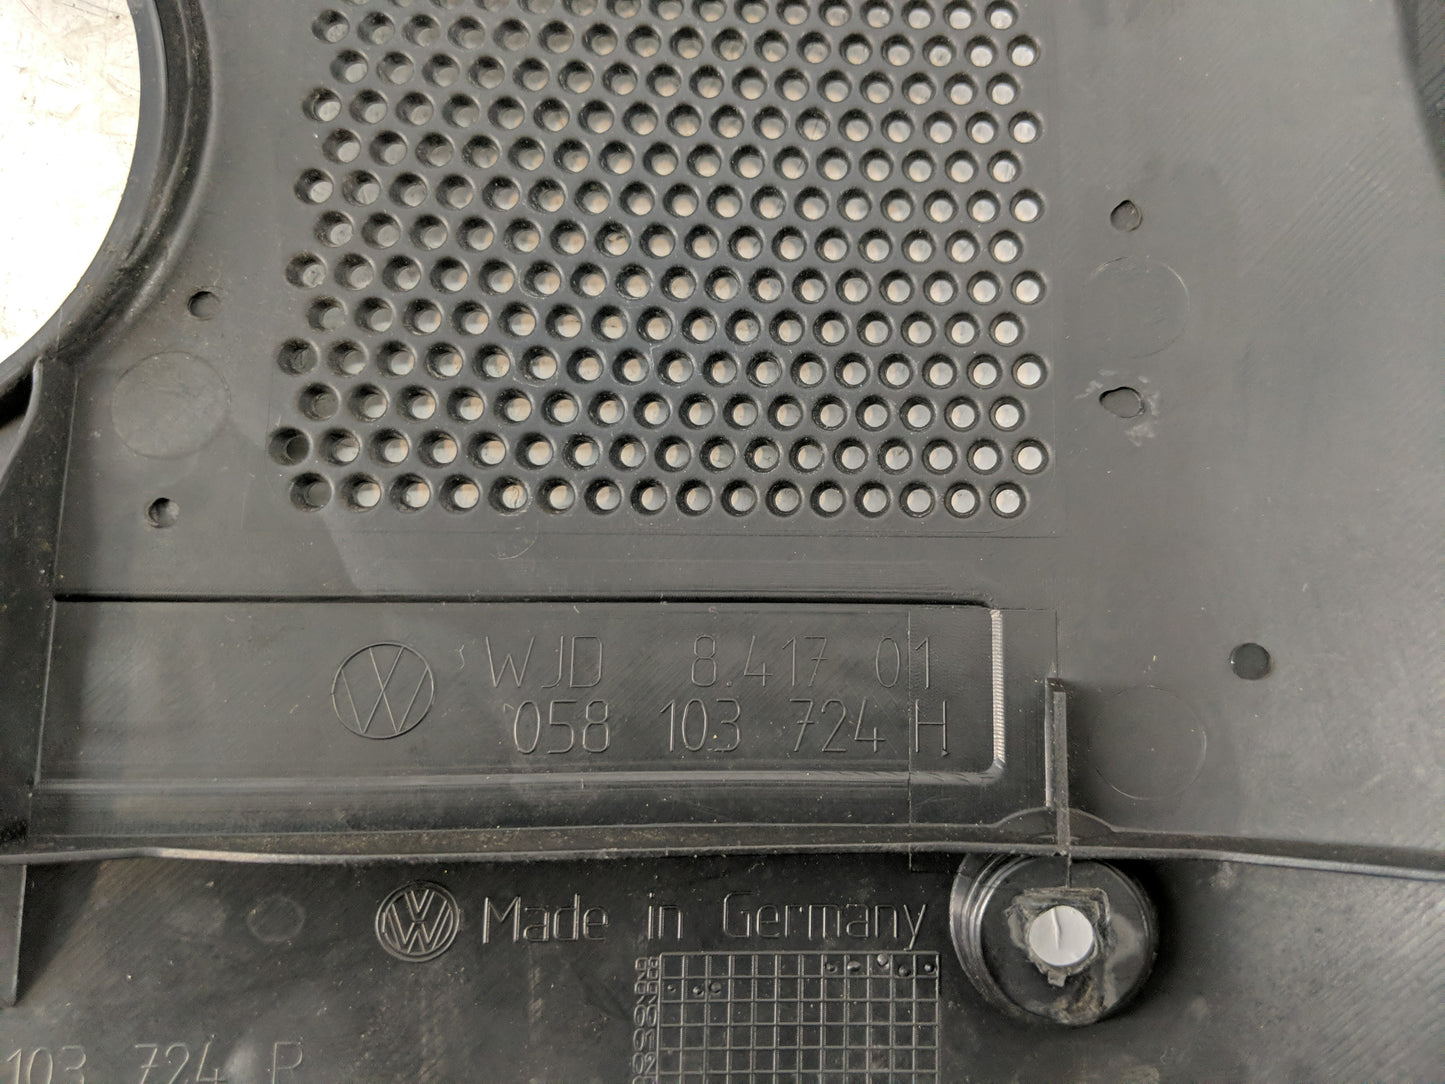 WJD 8.417 01
058 103 724 H
Made in Germany
103 724